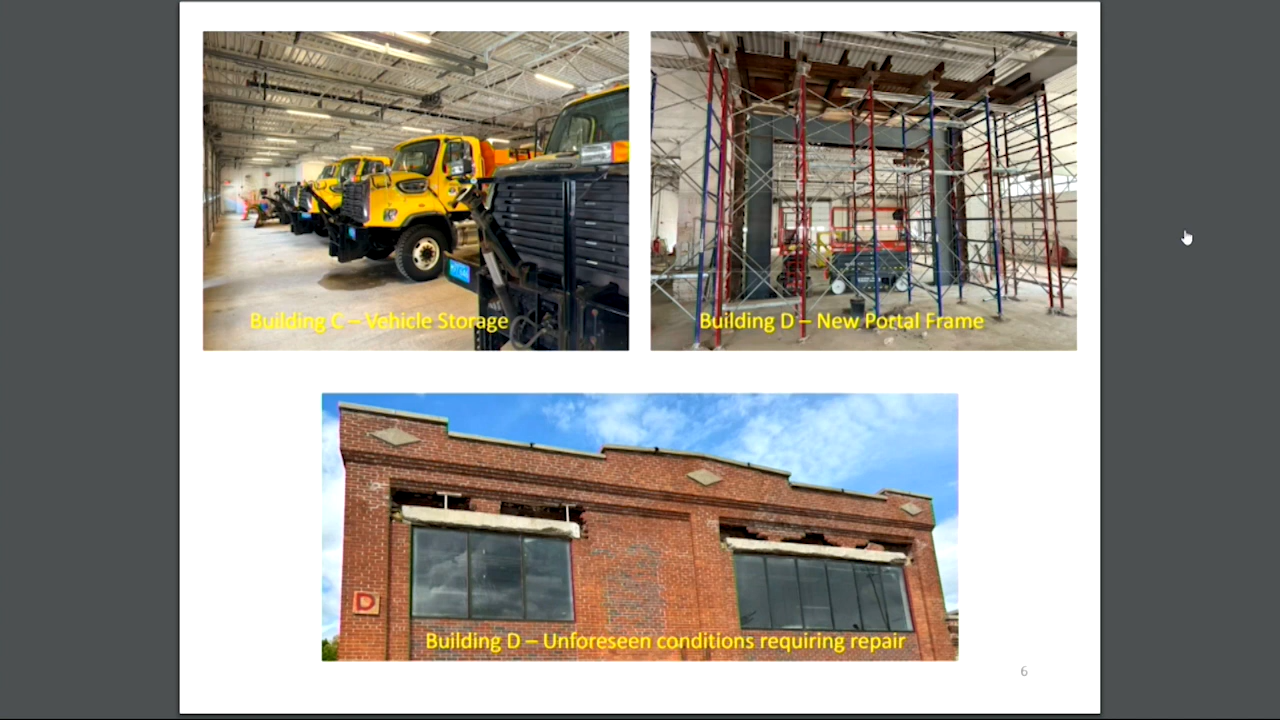 Building C – Vehicle Storage
Building D – New Portal Frame
D
Building D – Unforeseen conditions requiring repair
6